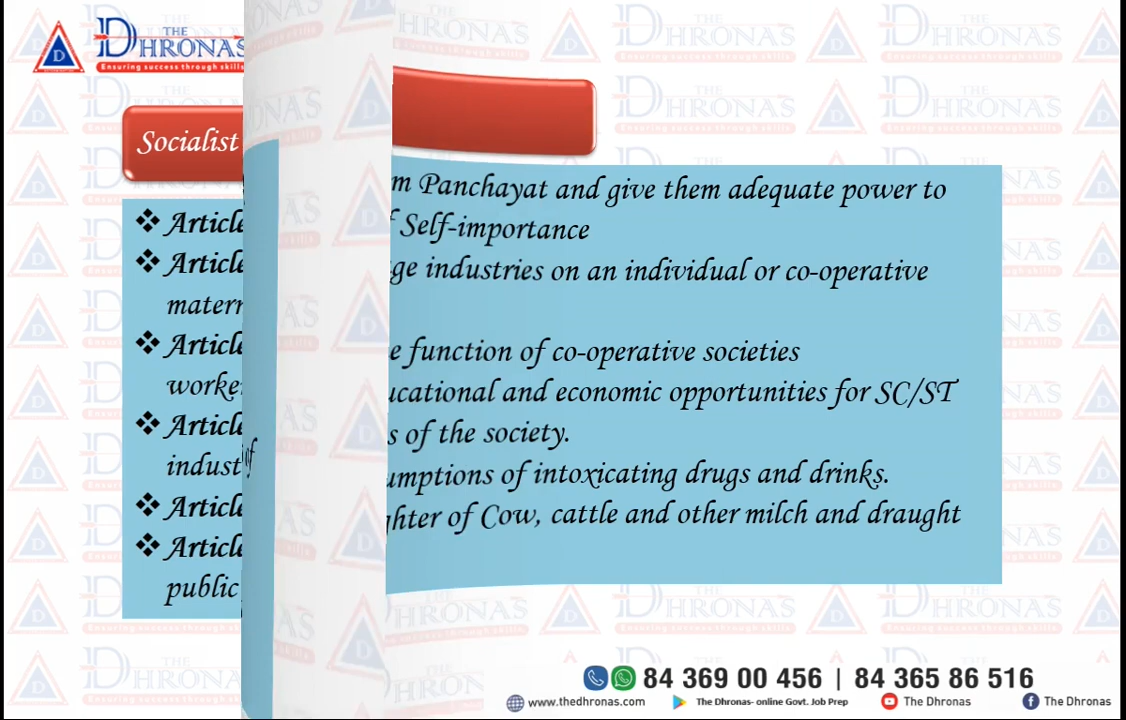 THE
DHRONAS
Ensuring success through skills
Socialist
❖ Article
❖ Article
matern
❖ Article
worke
❖ Article
indust
of
❖ Article
❖ Article
public
m Panchayat and give them adequate power to
f Self-importance
ge industries on an individual or co-operative
e function of co-operative societies
ucational and economic opportunities for SC/ST
s of the society.
umptions of intoxicating drugs and drinks.
ghter of Cow, cattle and other milch and draught
84 369 00 456 | 84 365 86 516
www.thedhronas.com The Dhronas- online Govt. Job Prep The Dhronas The Dhronas